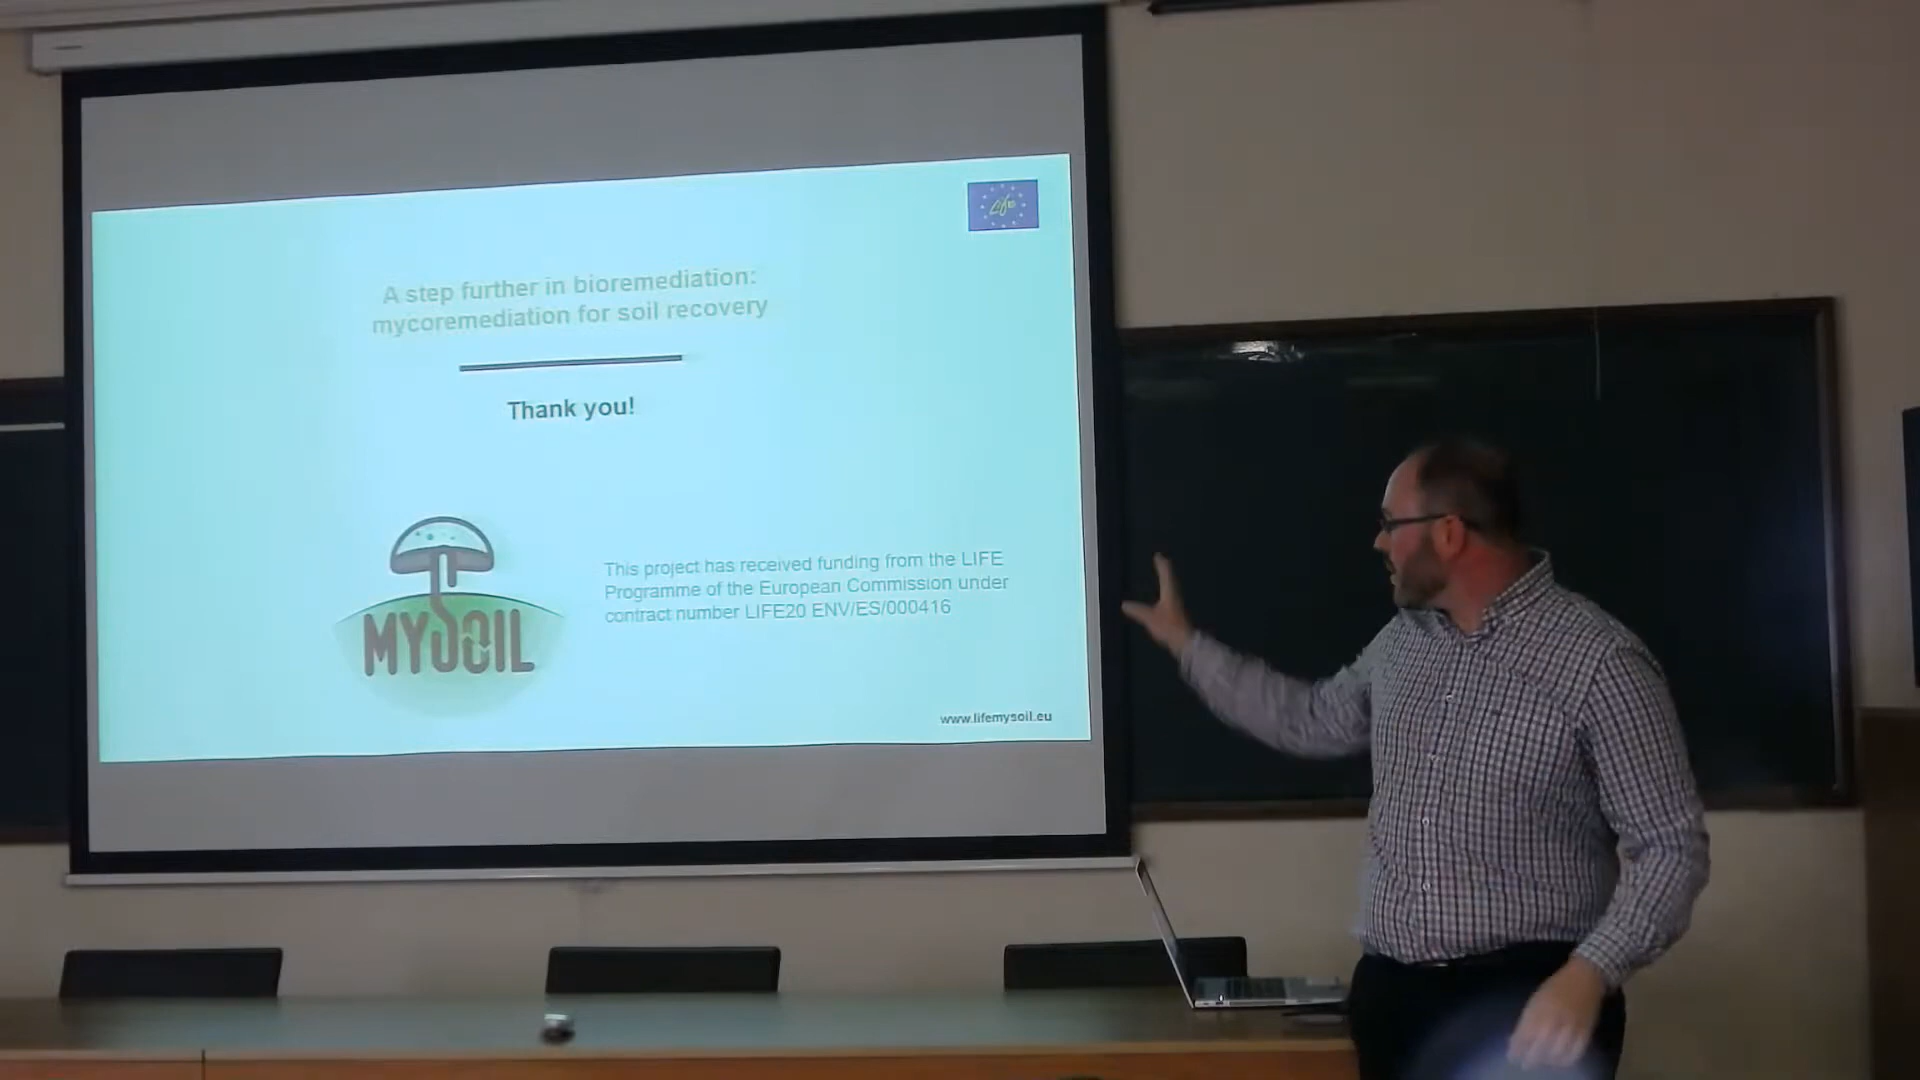 Life
A step further in bioremediation:
mycoremediation for soil recovery
Thank you!
MYSOIL
This project has received funding from the LIFE
Programme of the European Commission under
contract number LIFE20 ENV/ES/000416
www.lifemysoil.eu